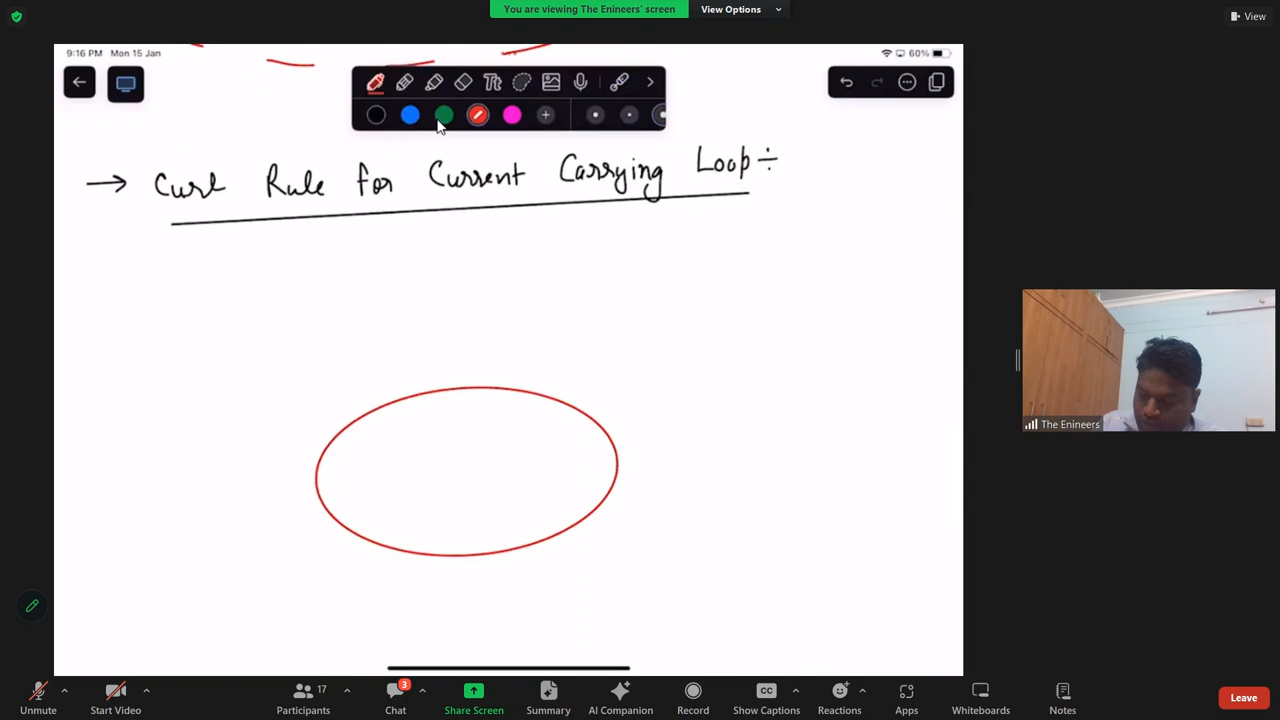 You are viewing The Enineers' screen
View Options
View
9:16 PM Mon 15 Jan
60%
Tt
→ Curl Rule for Current Carrying Loop÷
The Enineers
Unmute
Start Video
17
Participants
3
Chat
Share Screen
Summary
AI Companion
Record
CC
Show Captions
Reactions
Apps
Whiteboards
Notes
Leave